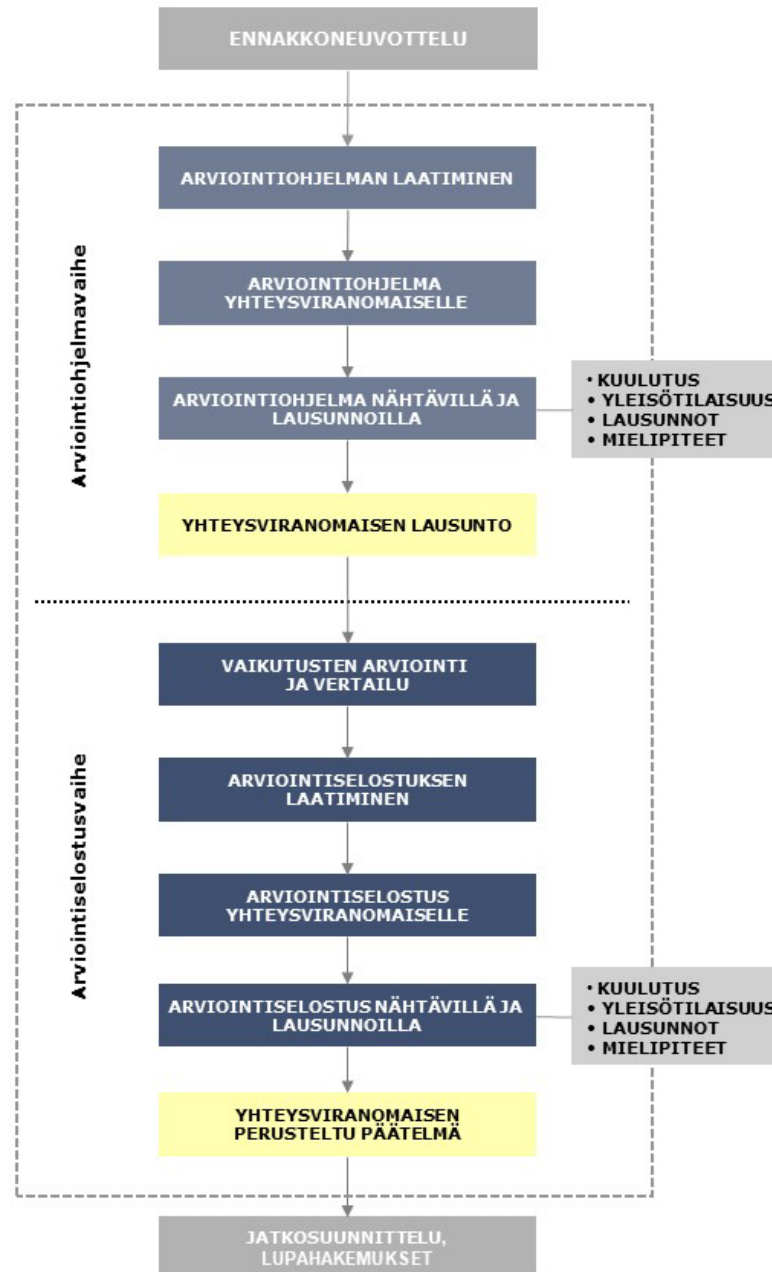 ENNAKKONEUVOTTELU
Arviointiohjelmavaihe
ARVIOINTIOHJELMAN LAATIMINEN
ARVIOINTIOHJELMA
YHTEYSVIRANOMAISELLE
ARVIOINTIOHJELMA NÄHTÄVILLÄ JA
LAUSUNNOILLA
• KUULUTUS
• YLEISÖTILAISUUS
• LAUSUNNOT
• MIELIPITEET
YHTEYSVIRANOMAISEN LAUSUNTO
Arviointiselostusvaihe
VAIKUTUSTEN ARVIOINTI
JA VERTAILU
ARVIOINTISELOSTUKSEN
LAATIMINEN
ARVIOINTISELOSTUS
YHTEYSVIRANOMAISELLE
ARVIOINTISELOSTUS NÄHTÄVILLÄ JA
LAUSUNNOILLA
• KUULUTUS
• YLEISÖTILAISUUS
• LAUSUNNOT
• MIELIPITEET
YHTEYSVIRANOMAISEN
PERUSTELTU PÄÄTELMÄ
JATKOSUUNNITTELU,
LUPAHAKEMUKSET